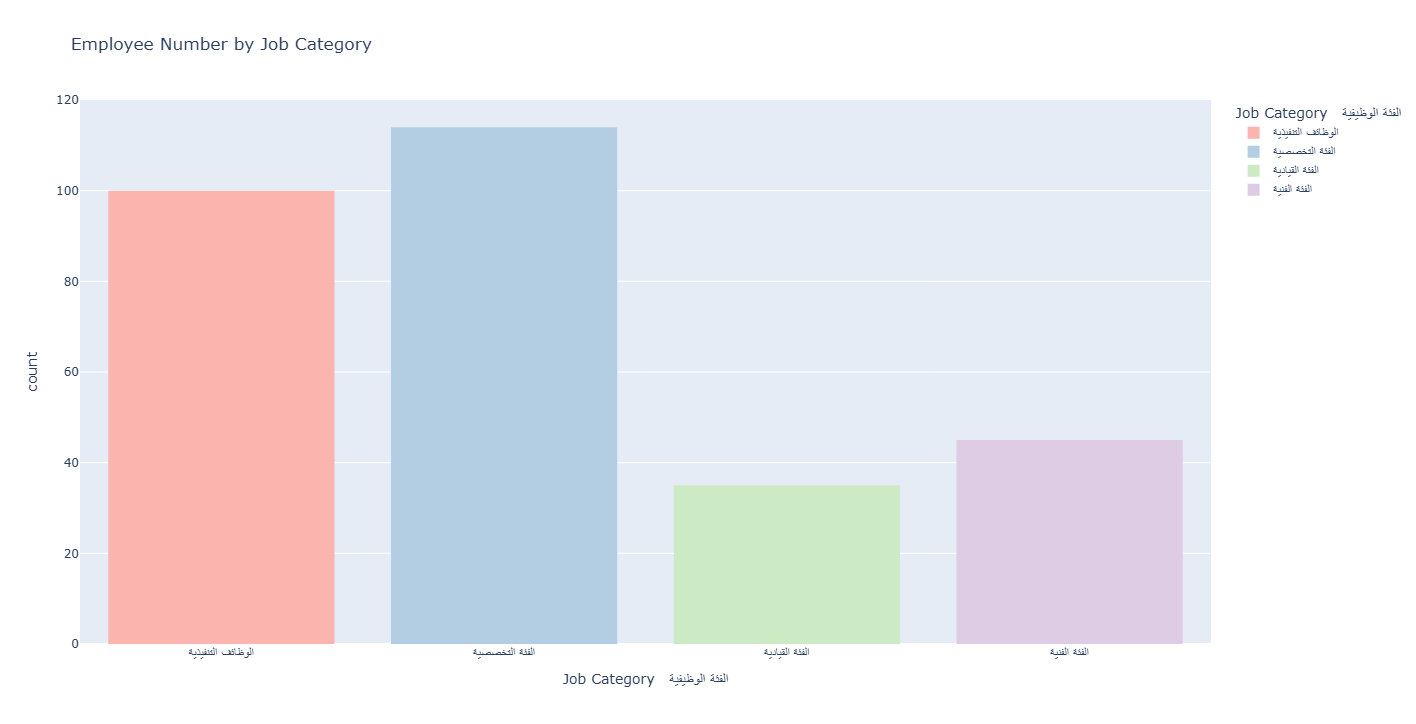 Employee Number by Job Category
120
100
80
60
40
20
0
count
الوظائف التنفيذية
الفئة التخصصية
الفئة القيادية
الفئة الفنية
Job Category الفئة الوظيفية
Job Category الفئة الوظيفية
الوظائف التنفيذية
الفئة التخصصية
الفئة القيادية
الفئة الفنية